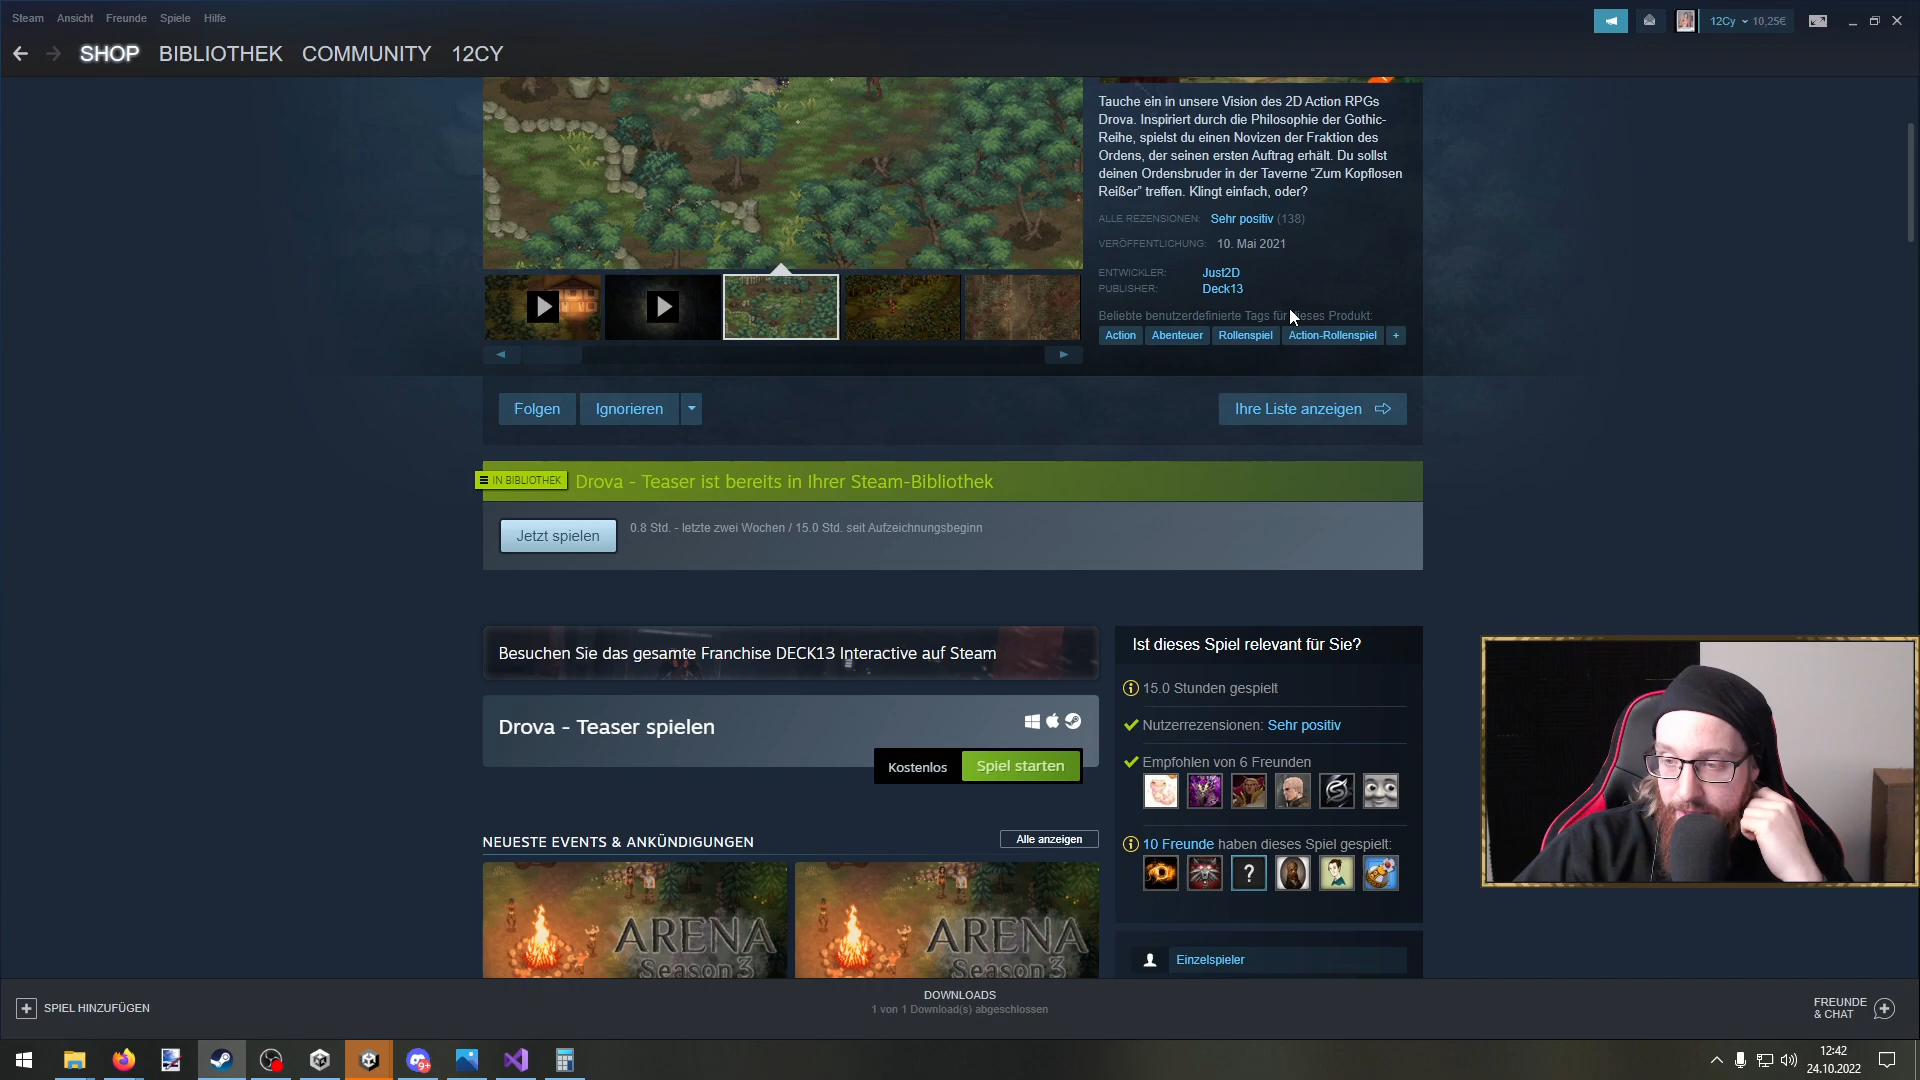 Steam Ansicht Freunde Spiele Hilfe
12Cy 10,25€
SHOP BIBLIOTHEK COMMUNITY 12CY
Tauche ein in unsere Vision des 2D Action RPGs
Drova. Inspiriert durch die Philosophie der Gothic-
Reihe, spielst du einen Novizen der Fraktion des
Ordens, der seinen ersten Auftrag erhält. Du sollst
deinen Ordensbruder in der Taverne "Zum Kopflosen
Reißer" treffen. Klingt einfach, oder?
ALLE REZENSIONEN: Sehr positiv (138)
VERÖFFENTLICHUNG: 10. Mai 2021
ENTWICKLER: Just2D
PUBLISHER: Deck13
Beliebte benutzerdefinierte Tags für dieses Produkt:
Action Abenteuer Rollenspiel Action-Rollenspiel +
Folgen Ignorieren Ihre Liste anzeigen
IN BIBLIOTHEK Drova - Teaser ist bereits in Ihrer Steam-Bibliothek
Jetzt spielen 0.8 Std. - letzte zwei Wochen / 15.0 Std. seit Aufzeichnungsbeginn
Besuchen Sie das gesamte Franchise DECK13 Interactive auf Steam
Drova - Teaser spielen
Kostenlos Spiel starten
NEUESTE EVENTS & ANKÜNDIGUNGEN Alle anzeigen
ARENA
Season 3
ARENA
Season 3
Ist dieses Spiel relevant für Sie?
15.0 Stunden gespielt
Nutzerrezensionen: Sehr positiv
Empfohlen von 6 Freunden
10 Freunde haben dieses Spiel gespielt:
?
Einzelspieler
SPIEL HINZUFÜGEN
DOWNLOADS
1 von 1 Download(s) abgeschlossen
FREUNDE
& CHAT
9+
12:42
24.10.2022